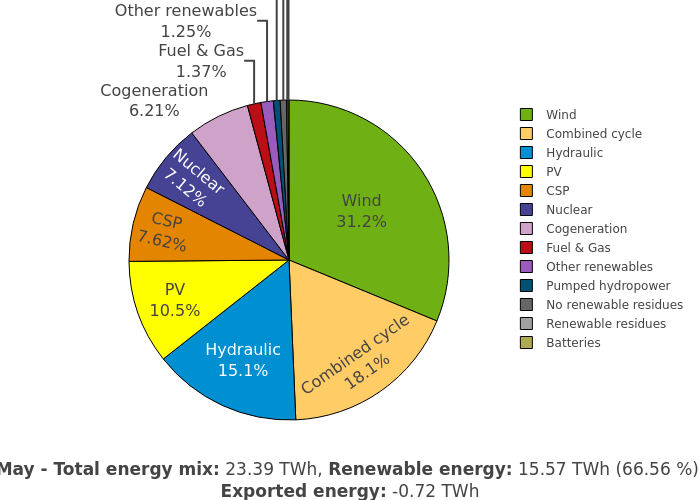 Other renewables
1.25%
Fuel & Gas
1.37%
Cogeneration
6.21%
Nuclear
7.12%
CSP
7.62%
PV
10.5%
Hydraulic
15.1%
Combined cycle
18.1%
Wind
31.2%
Wind
Combined cycle
Hydraulic
PV
CSP
Nuclear
Cogeneration
Fuel & Gas
Other renewables
Pumped hydropower
No renewable residues
Renewable residues
Batteries
May - Total energy mix: 23.39 TWh, Renewable energy: 15.57 TWh (66.56 %)
Exported energy: -0.72 TWh